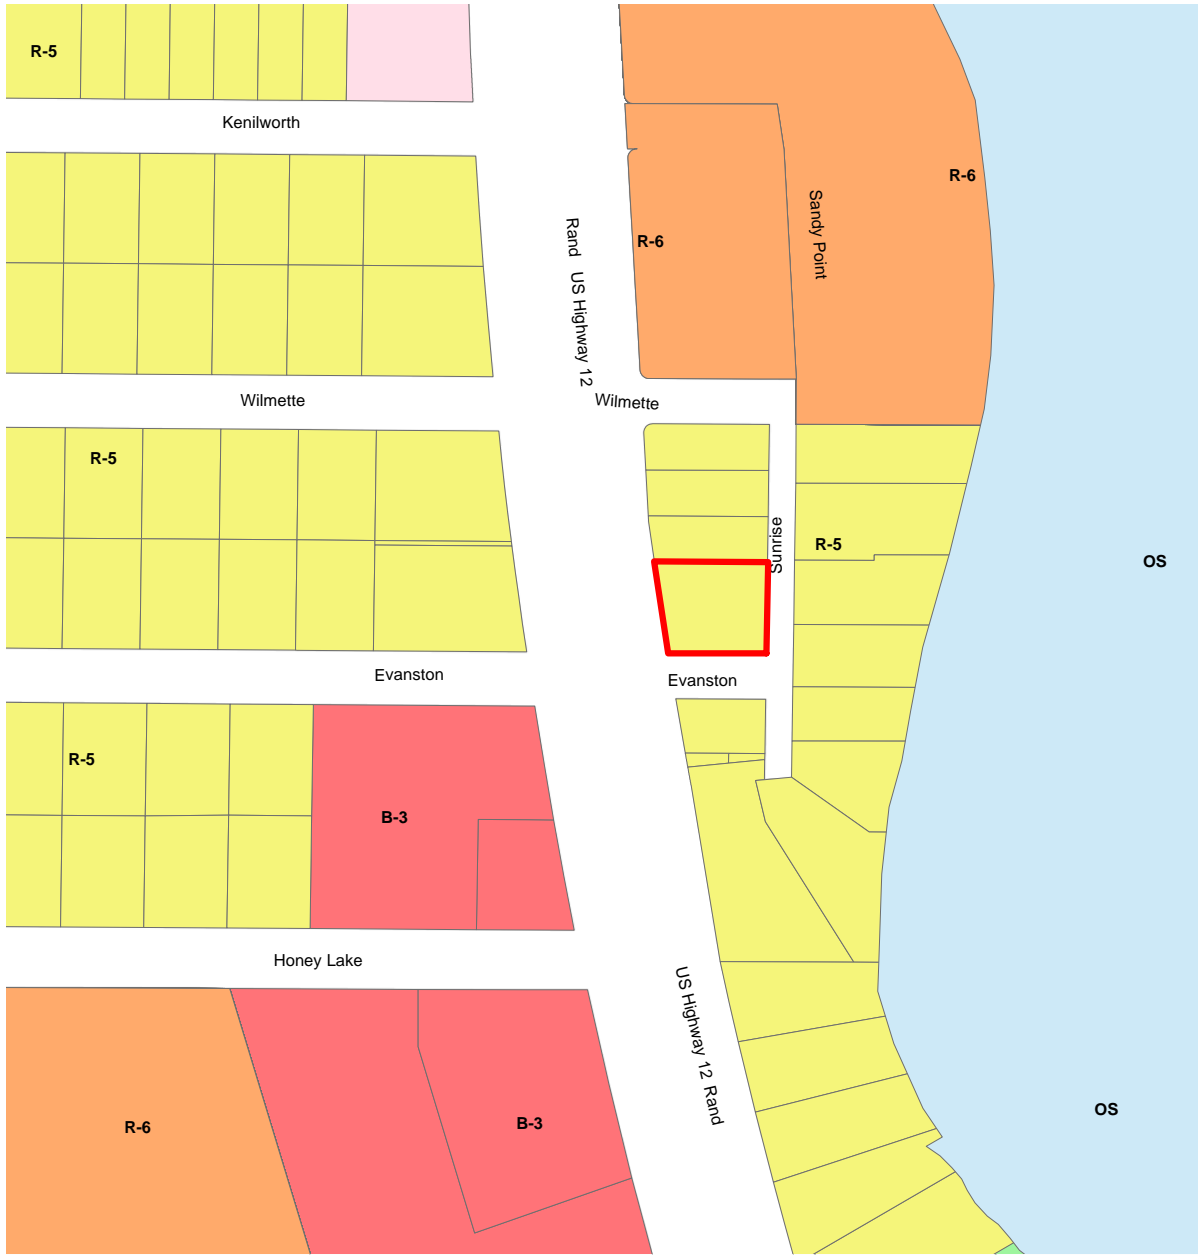 R-5
Kenilworth
R-6
Sandy Point
R-6
Rand US Highway 12
Wilmette
Wilmette
R-5
Sunrise
R-5
OS
Evanston
Evanston
R-5
B-3
Honey Lake
US Highway 12 Rand
OS
R-6
B-3